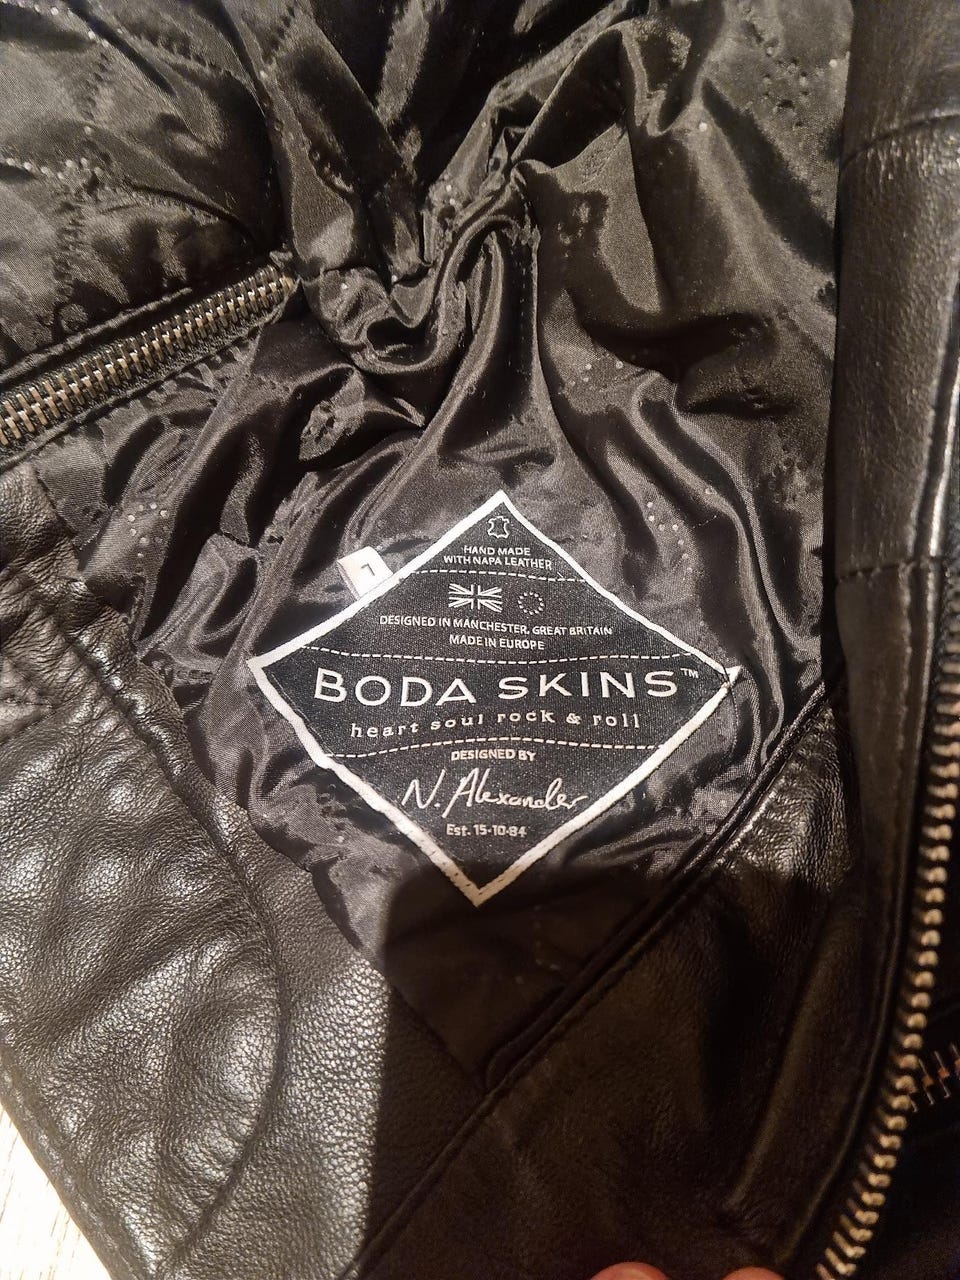 HAND MADE
WITH NAPA LEATHER
DESIGNED IN MANCHESTER, GREAT BRITAIN
MADE IN EUROPE
BODA SKINS™
heart soul rock & roll
DESIGNED BY
N. Alexander
Est. 15-10-84
L